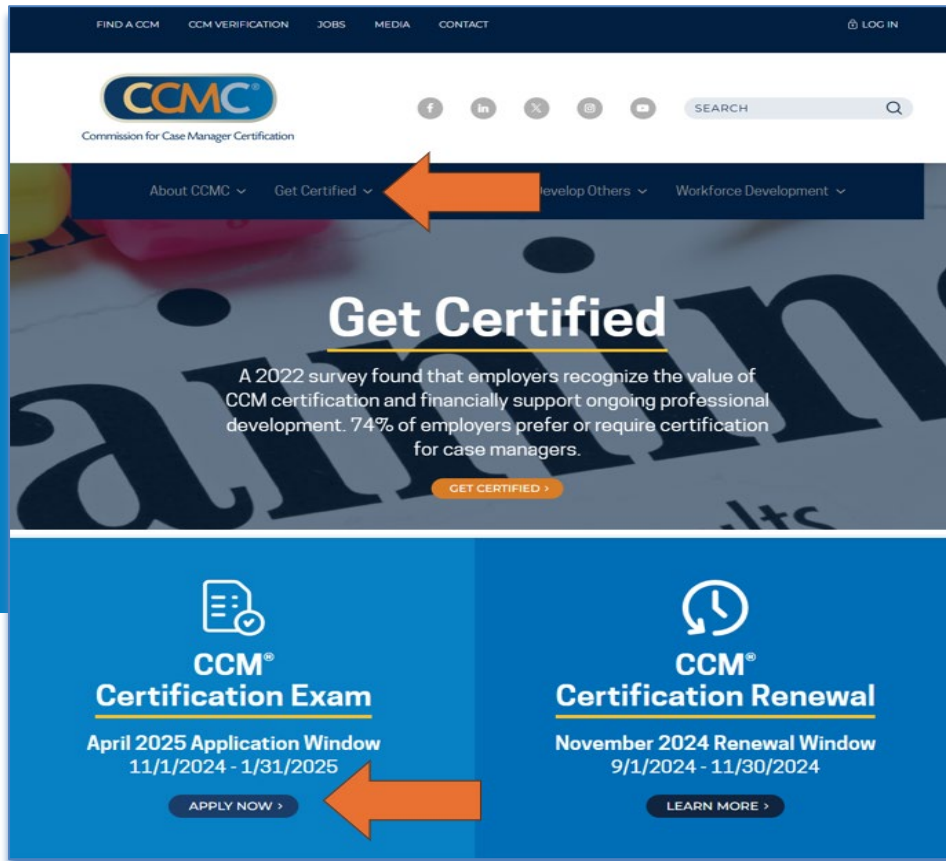 FIND A CCM CCM VERIFICATION JOBS MEDIA CONTACT LOG IN
CCMC®
Commission for Case Manager Certification
SEARCH
About CCMC Get Certified Develop Others Workforce Development
Get Certified
A 2022 survey found that employers recognize the value of
CCM certification and financially support ongoing professional
development. 74% of employers prefer or require certification
for case managers.
GET CERTIFIED >
CCM®
Certification Exam
April 2025 Application Window
11/1/2024 - 1/31/2025
APPLY NOW >
CCM®
Certification Renewal
November 2024 Renewal Window
9/1/2024 - 11/30/2024
LEARN MORE >